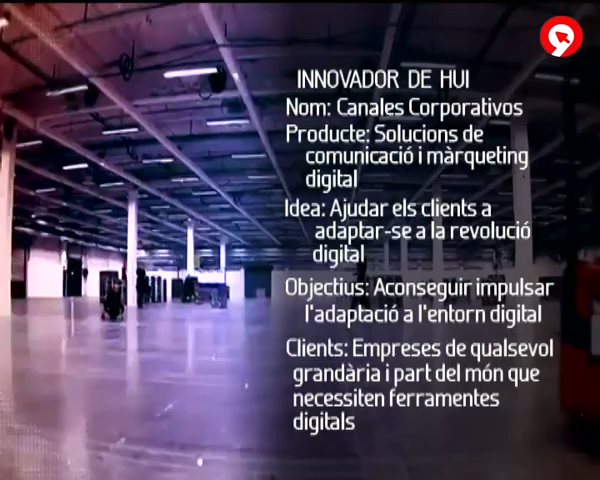 INNOVADOR DE HUI
Nom: Canales Corporativos
Producte: Solucions de
comunicació i màrqueting
digital
Idea: Ajudar els clients a
adaptar-se a la revolució
digital
Objectius: Aconseguir impulsar
l'adaptació a l'entorn digital
Clients: Empreses de qualsevol
grandària i part del món que
necessiten ferramentes
digitals